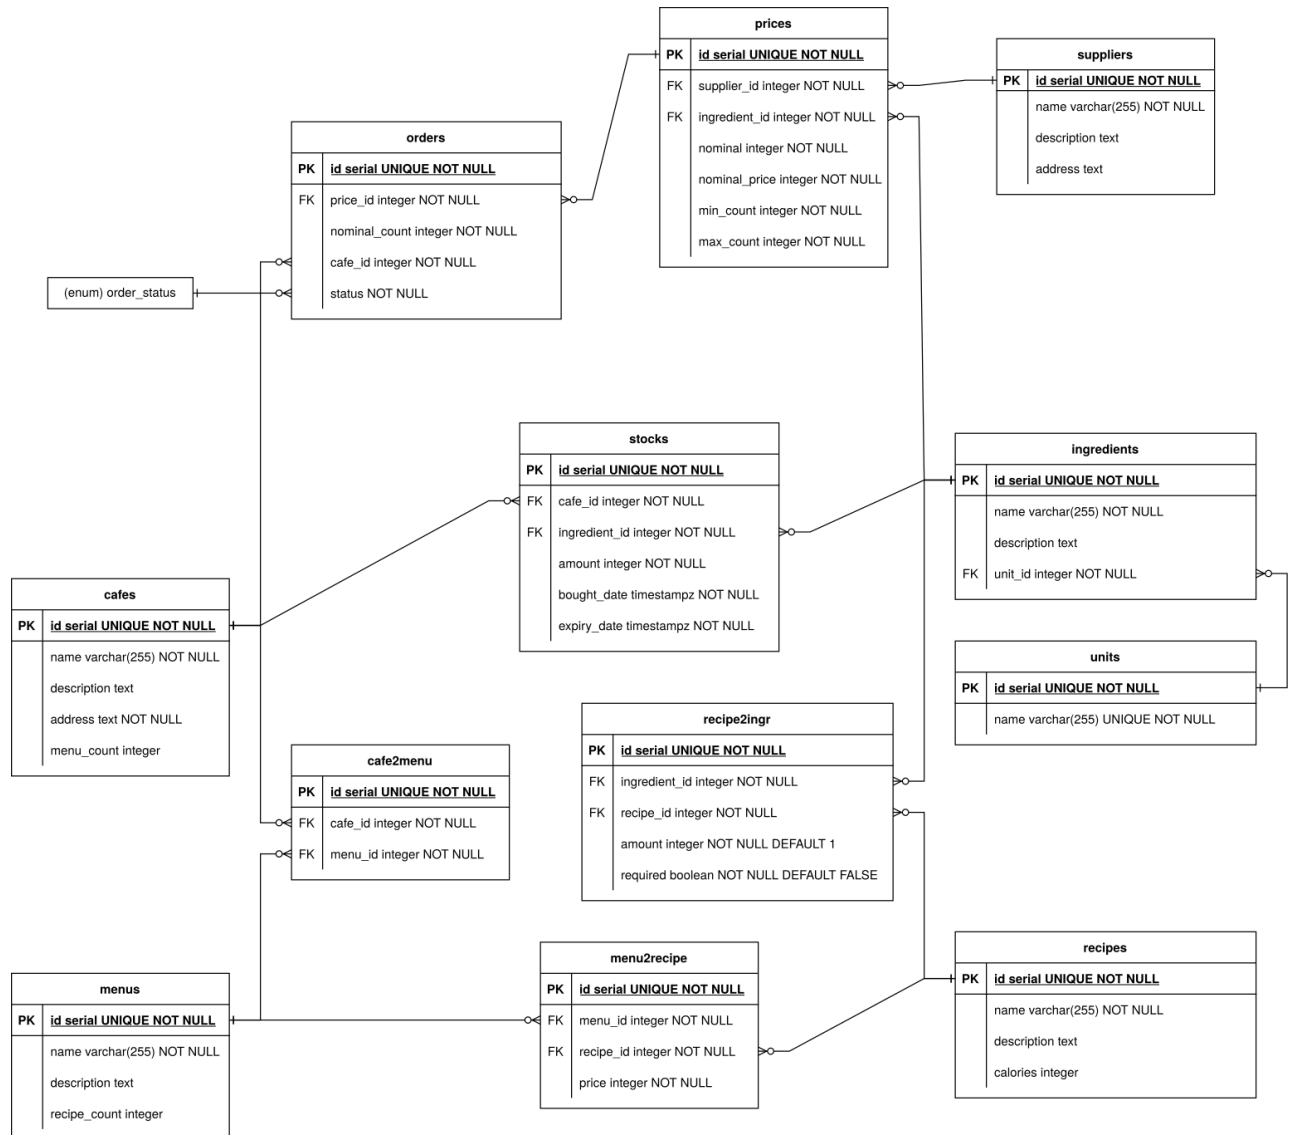 prices
PK id serial UNIQUE NOT NULL
FK supplier_id integer NOT NULL
FK ingredient_id integer NOT NULL
nominal integer NOT NULL
nominal_price integer NOT NULL
min_count integer NOT NULL
max_count integer NOT NULL
suppliers
PK id serial UNIQUE NOT NULL
name varchar(255) NOT NULL
description text
address text
orders
PK id serial UNIQUE NOT NULL
FK price_id integer NOT NULL
nominal_count integer NOT NULL
cafe_id integer NOT NULL
status NOT NULL
(enum) order_status
stocks
PK id serial UNIQUE NOT NULL
FK cafe_id integer NOT NULL
FK ingredient_id integer NOT NULL
amount integer NOT NULL
bought_date timestampz NOT NULL
expiry_date timestampz NOT NULL
ingredients
PK id serial UNIQUE NOT NULL
name varchar(255) NOT NULL
description text
FK unit_id integer NOT NULL
cafes
PK id serial UNIQUE NOT NULL
name varchar(255) NOT NULL
description text
address text NOT NULL
menu_count integer
units
PK id serial UNIQUE NOT NULL
name varchar(255) UNIQUE NOT NULL
recipe2ingr
PK id serial UNIQUE NOT NULL
FK ingredient_id integer NOT NULL
FK recipe_id integer NOT NULL
amount integer NOT NULL DEFAULT 1
required boolean NOT NULL DEFAULT FALSE
cafe2menu
PK id serial UNIQUE NOT NULL
FK cafe_id integer NOT NULL
FK menu_id integer NOT NULL
menu2recipe
PK id serial UNIQUE NOT NULL
FK menu_id integer NOT NULL
FK recipe_id integer NOT NULL
price integer NOT NULL
recipes
PK id serial UNIQUE NOT NULL
name varchar(255) NOT NULL
description text
calories integer
menus
PK id serial UNIQUE NOT NULL
name varchar(255) NOT NULL
description text
recipe_count integer